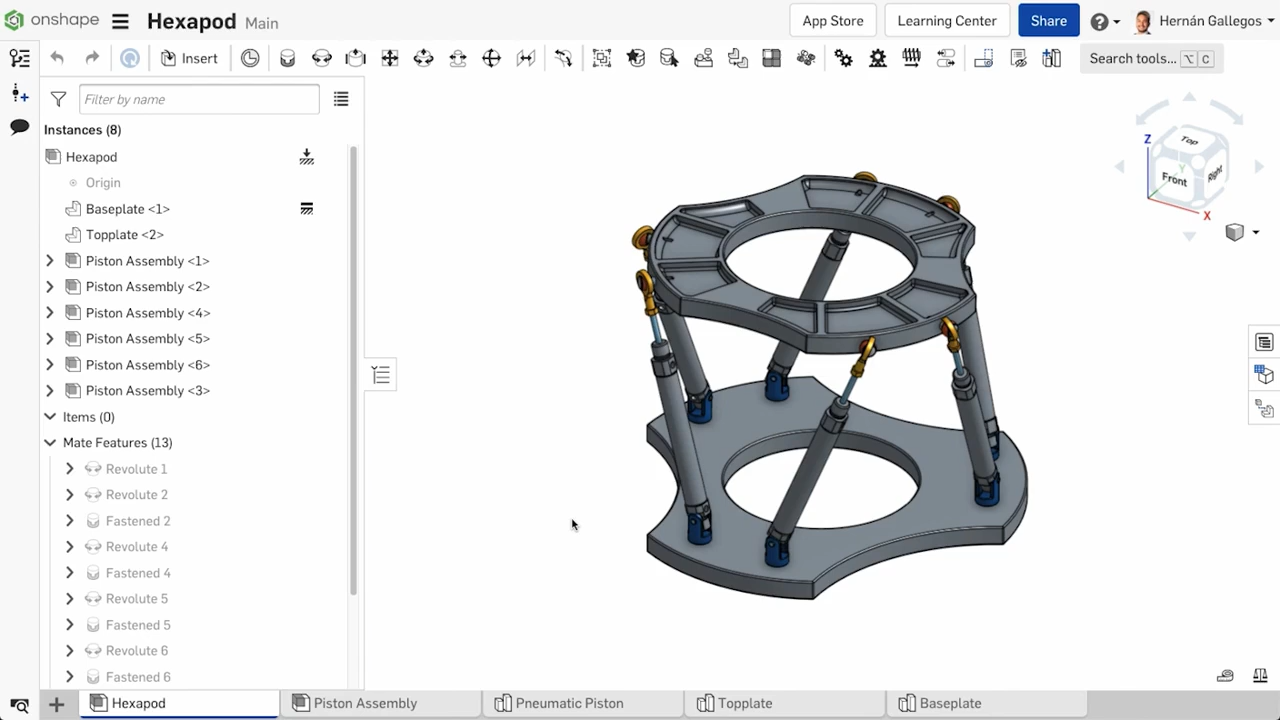 onshape
Hexapod Main
App Store
Learning Center
Share
Hernán Gallegos
Insert
Search tools... ⌥ C
Filter by name
Instances (8)
Hexapod
Origin
Baseplate <1>
Topplate <2>
Piston Assembly <1>
Piston Assembly <2>
Piston Assembly <4>
Piston Assembly <5>
Piston Assembly <6>
Piston Assembly <3>
Items (0)
Mate Features (13)
Revolute 1
Revolute 2
Fastened 2
Revolute 4
Fastened 4
Revolute 5
Fastened 5
Revolute 6
Fastened 6
Z
Top
Y
Front
Right
X
Hexapod
Piston Assembly
Pneumatic Piston
Topplate
Baseplate